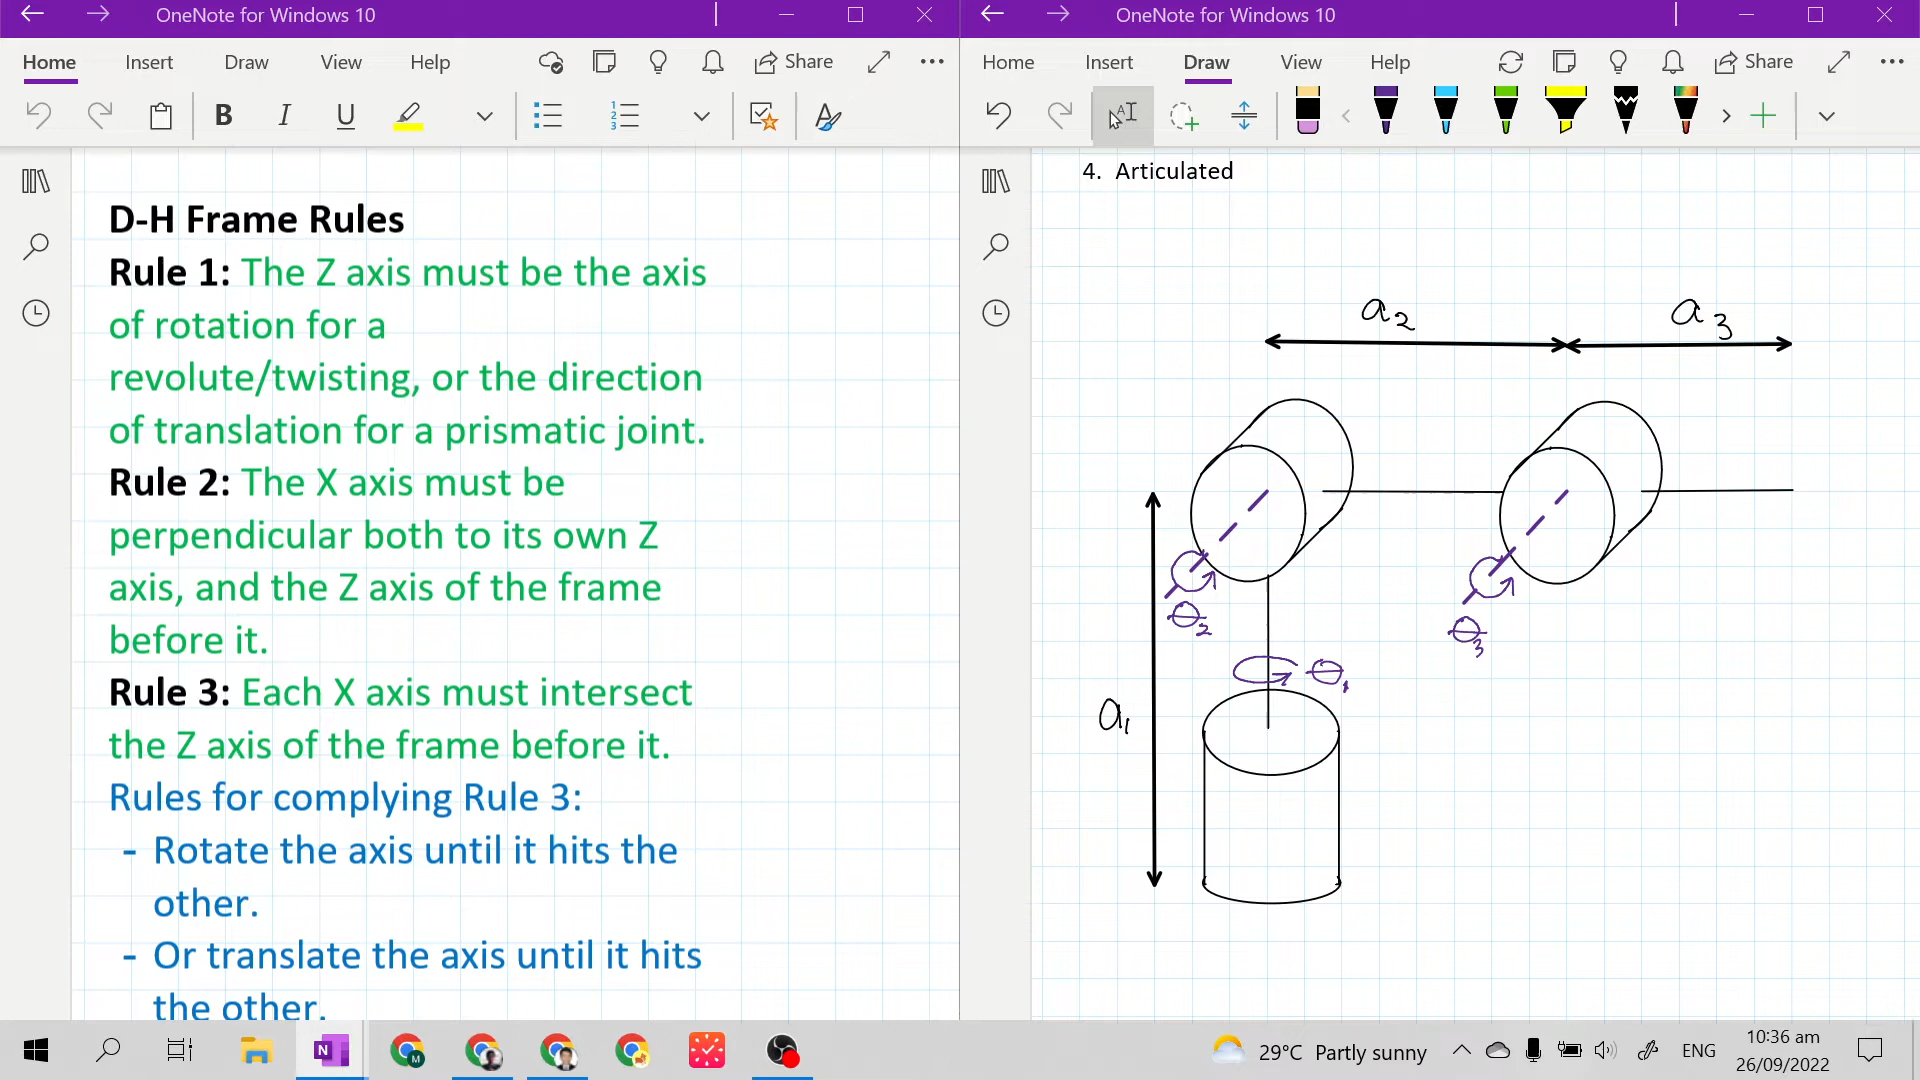 OneNote for Windows 10
Home Insert Draw View Help Share
B I U
D-H Frame Rules
Rule 1: The Z axis must be the axis
of rotation for a
revolute/twisting, or the direction
of translation for a prismatic joint.
Rule 2: The X axis must be
perpendicular both to its own Z
axis, and the Z axis of the frame
before it.
Rule 3: Each X axis must intersect
the Z axis of the frame before it.
Rules for complying Rule 3:
- Rotate the axis until it hits the
other.
- Or translate the axis until it hits
the other.
OneNote for Windows 10
Home Insert Draw View Help Share
4. Articulated
a2
a3
θ2
θ3
θ1
a1
29°C Partly sunny
ENG
10:36 am
26/09/2022